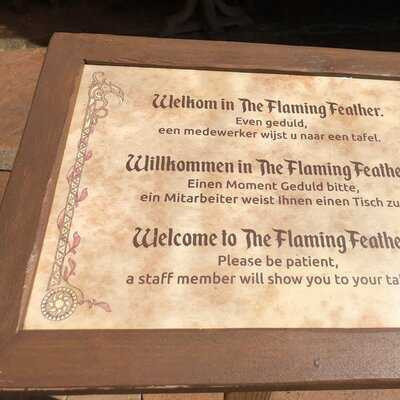 Welkom in The Flaming Feather.
Even geduld,
een medewerker wijst u naar een tafel.
Willkommen in The Flaming Feathe
Einen Moment Geduld bitte,
ein Mitarbeiter weist Ihnen einen Tisch zu
Welcome to The Flaming Feathe
Please be patient,
a staff member will show you to your ta